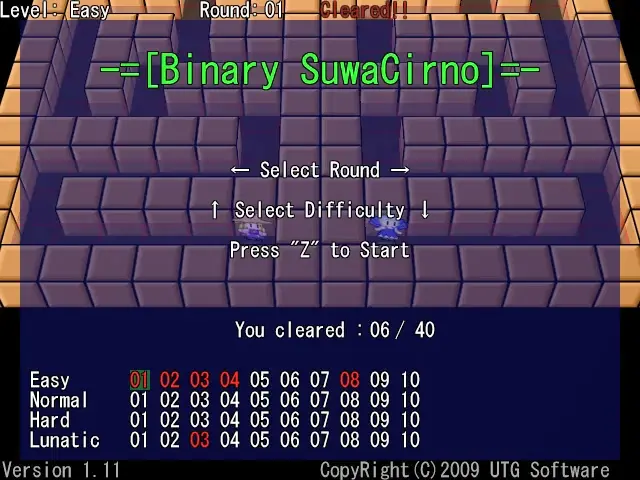 Level: Easy Round: 01 Cleared!!
-=[Binary SuwaCirno]=-
← Select Round →
↑ Select Difficulty ↓
Press "Z" to Start
You cleared : 06 / 40
Easy 01 02 03 04 05 06 07 08 09 10
Normal 01 02 03 04 05 06 07 08 09 10
Hard 01 02 03 04 05 06 07 08 09 10
Lunatic 01 02 03 04 05 06 07 08 09 10
Version 1.11 CopyRight(C)2009 UTG Software